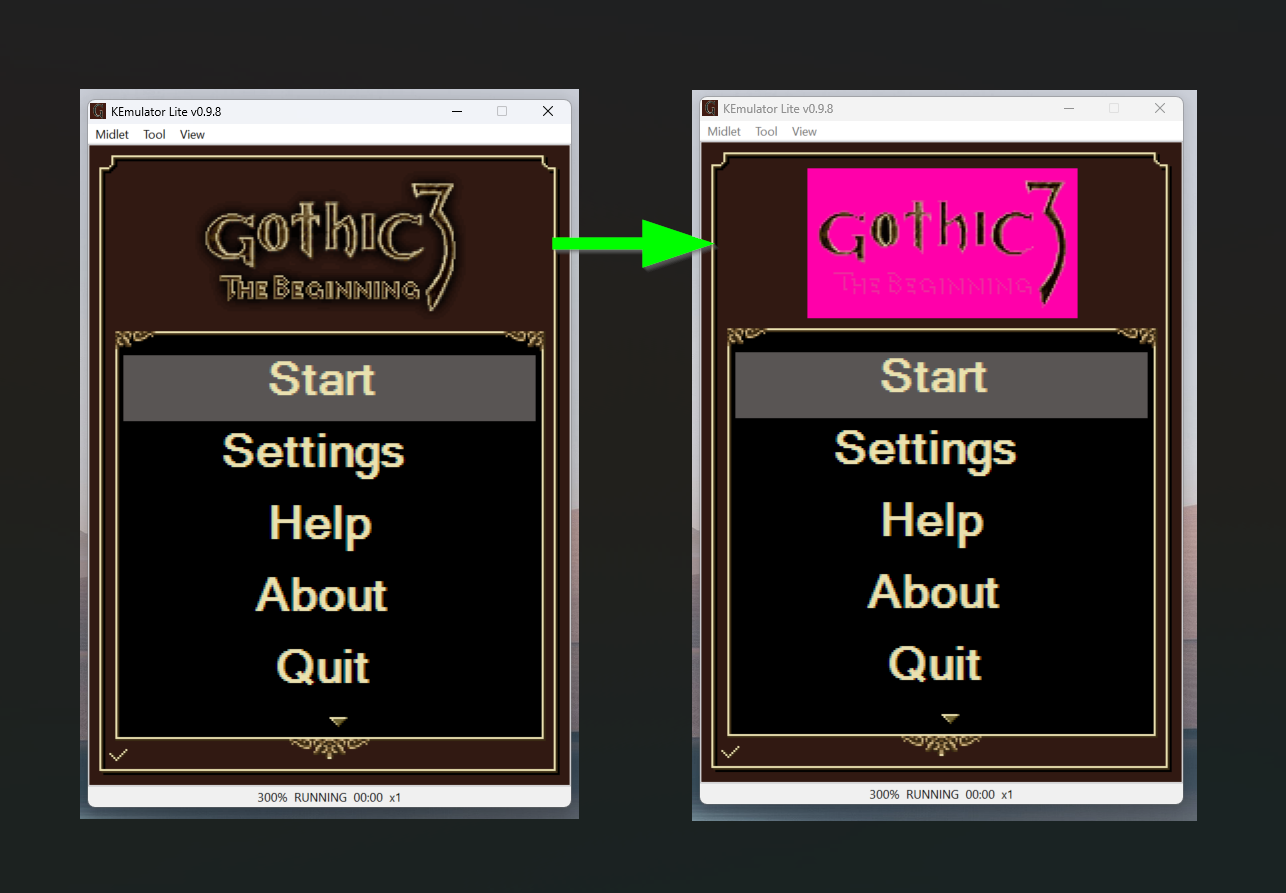 KEmulator Lite v0.9.8
Midlet Tool View
GOTHIC 3
THE BEGINNING
Start
Settings
Help
About
Quit
300% RUNNING 00:00 x1
KEmulator Lite v0.9.8
Midlet Tool View
GOTHIC 3
THE BEGINNING
Start
Settings
Help
About
Quit
300% RUNNING 00:00 x1